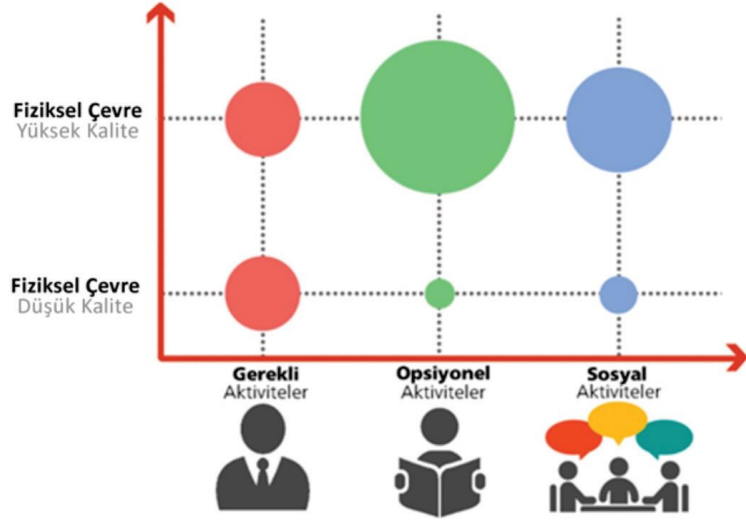 Fiziksel Çevre
Yüksek Kalite
Fiziksel Çevre
Düşük Kalite
Gerekli
Aktiviteler
Opsiyonel
Aktiviteler
Sosyal
Aktiviteler